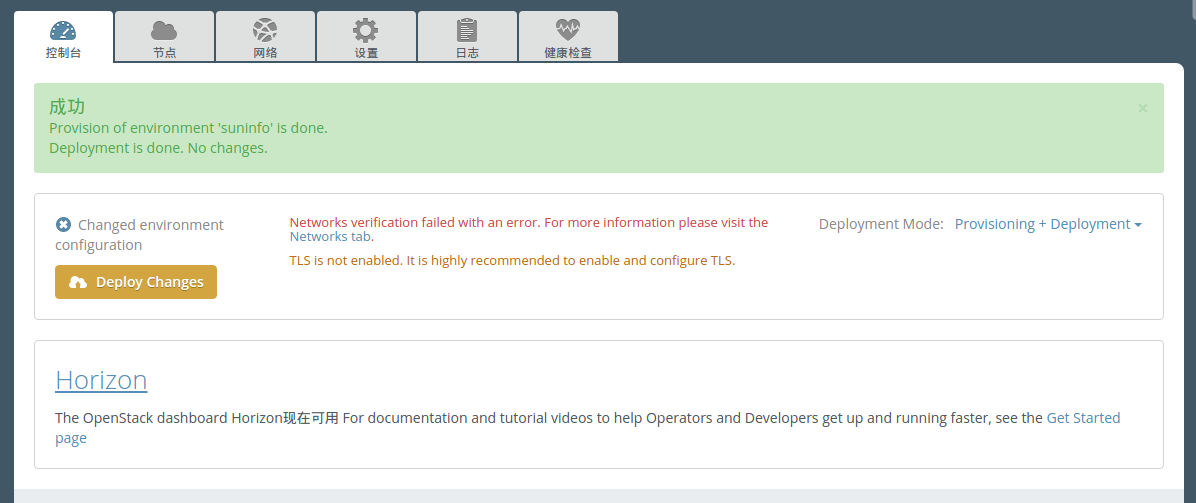 控制台
节点
网络
设置
日志
健康检查
成功
×
Provision of environment 'suninfo' is done.
Deployment is done. No changes.
Changed environment
configuration
Deploy Changes
Networks verification failed with an error. For more information please visit the
Networks tab.
TLS is not enabled. It is highly recommended to enable and configure TLS.
Deployment Mode: Provisioning + Deployment
Horizon
The OpenStack dashboard Horizon现在可用 For documentation and tutorial videos to help Operators and Developers get up and running faster, see the Get Started
page